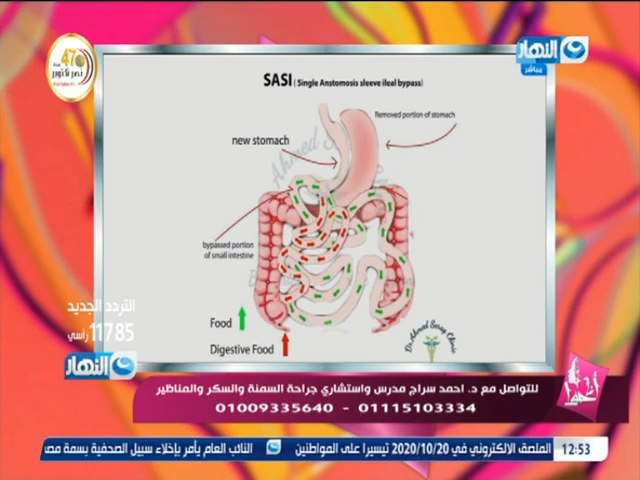 47
سنة
نصر أكتوبر
النهار
مباشر
SASI ( Single Anstomosis sleeve ileal bypass)
Removed portion of stomach
new stomach
bypassed portion
of small intestine
Food
Digestive Food
Dr. Ahmed Serag Clinic
التردد الجديد
11785 رأسي
النهار
للتواصل مع د. احمد سراج مدرس واستشاري جراحة السمنة والسكر والمناظير
01009335640 - 01115103334
12:53
الملصق الالكتروني في 2020/10/20 تيسيرا على المواطنين
النائب العام يأمر بإخلاء سبيل الصحفية بسمة مصد